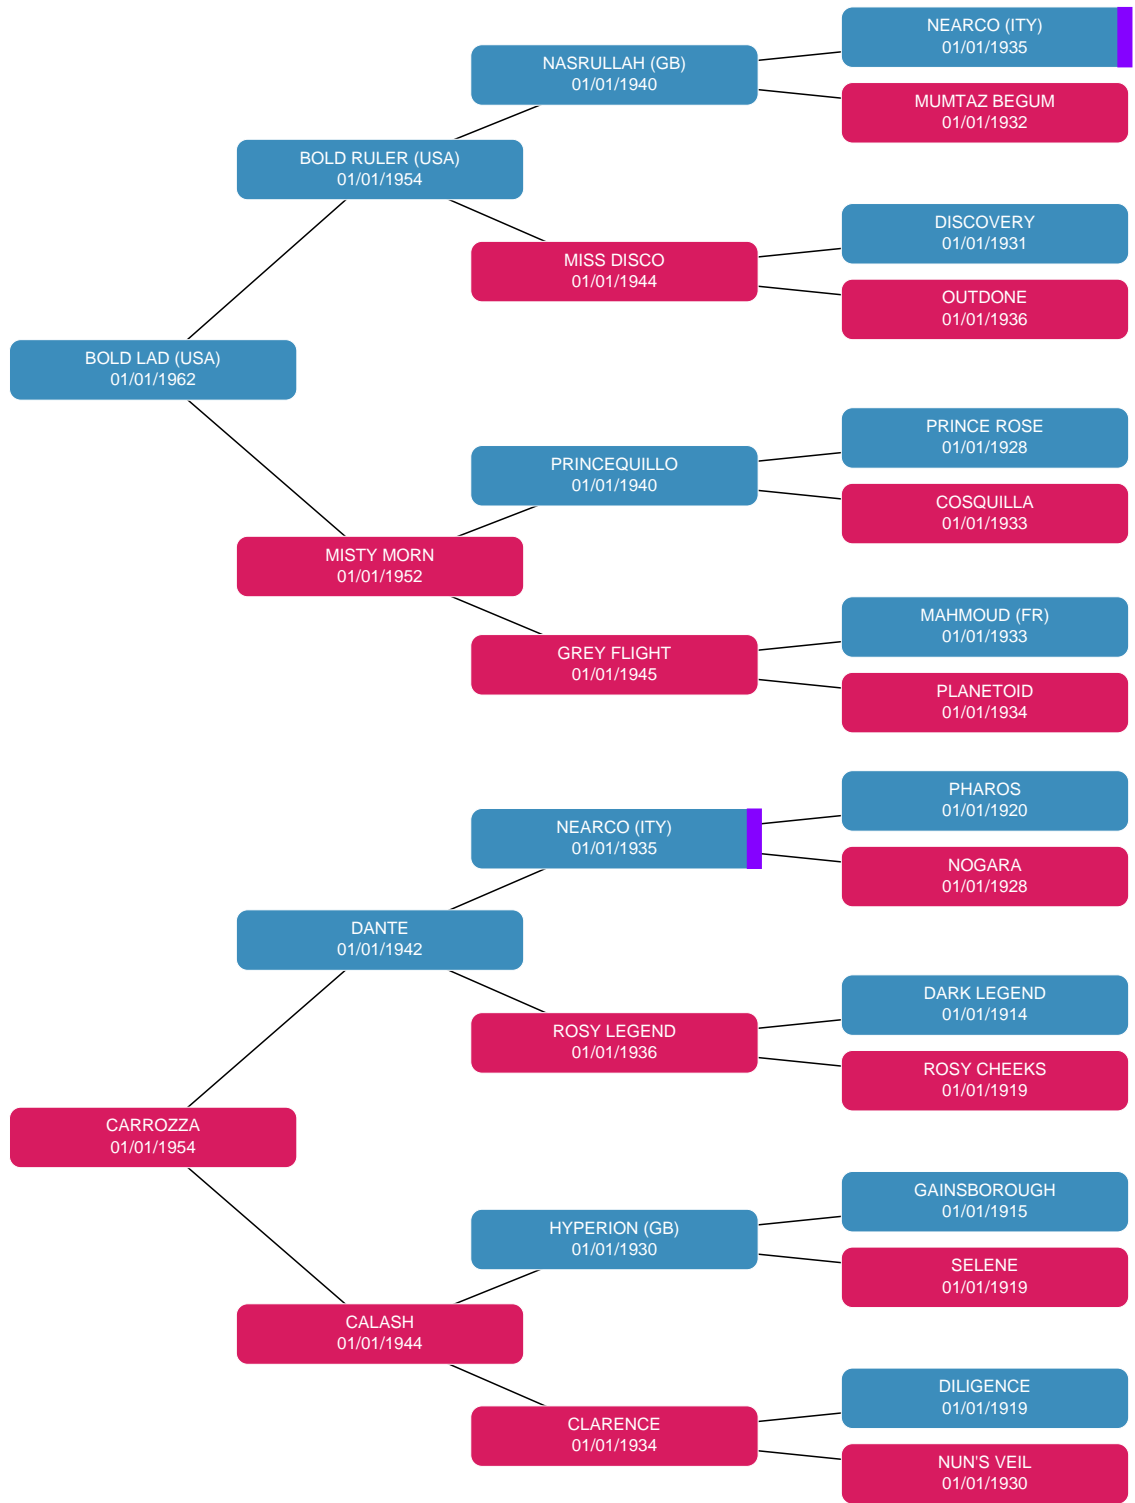 NEARCO (ITY)
01/01/1935
NASRULLAH (GB)
01/01/1940
MUMTAZ BEGUM
01/01/1932
BOLD RULER (USA)
01/01/1954
DISCOVERY
01/01/1931
MISS DISCO
01/01/1944
OUTDONE
01/01/1936
BOLD LAD (USA)
01/01/1962
PRINCE ROSE
01/01/1928
PRINCEQUILLO
01/01/1940
COSQUILLA
01/01/1933
MISTY MORN
01/01/1952
MAHMOUD (FR)
01/01/1933
GREY FLIGHT
01/01/1945
PLANETOID
01/01/1934
PHAROS
01/01/1920
NEARCO (ITY)
01/01/1935
NOGARA
01/01/1928
DANTE
01/01/1942
DARK LEGEND
01/01/1914
ROSY LEGEND
01/01/1936
ROSY CHEEKS
01/01/1919
CARROZZA
01/01/1954
GAINSBOROUGH
01/01/1915
HYPERION (GB)
01/01/1930
SELENE
01/01/1919
CALASH
01/01/1944
DILIGENCE
01/01/1919
CLARENCE
01/01/1934
NUN'S VEIL
01/01/1930